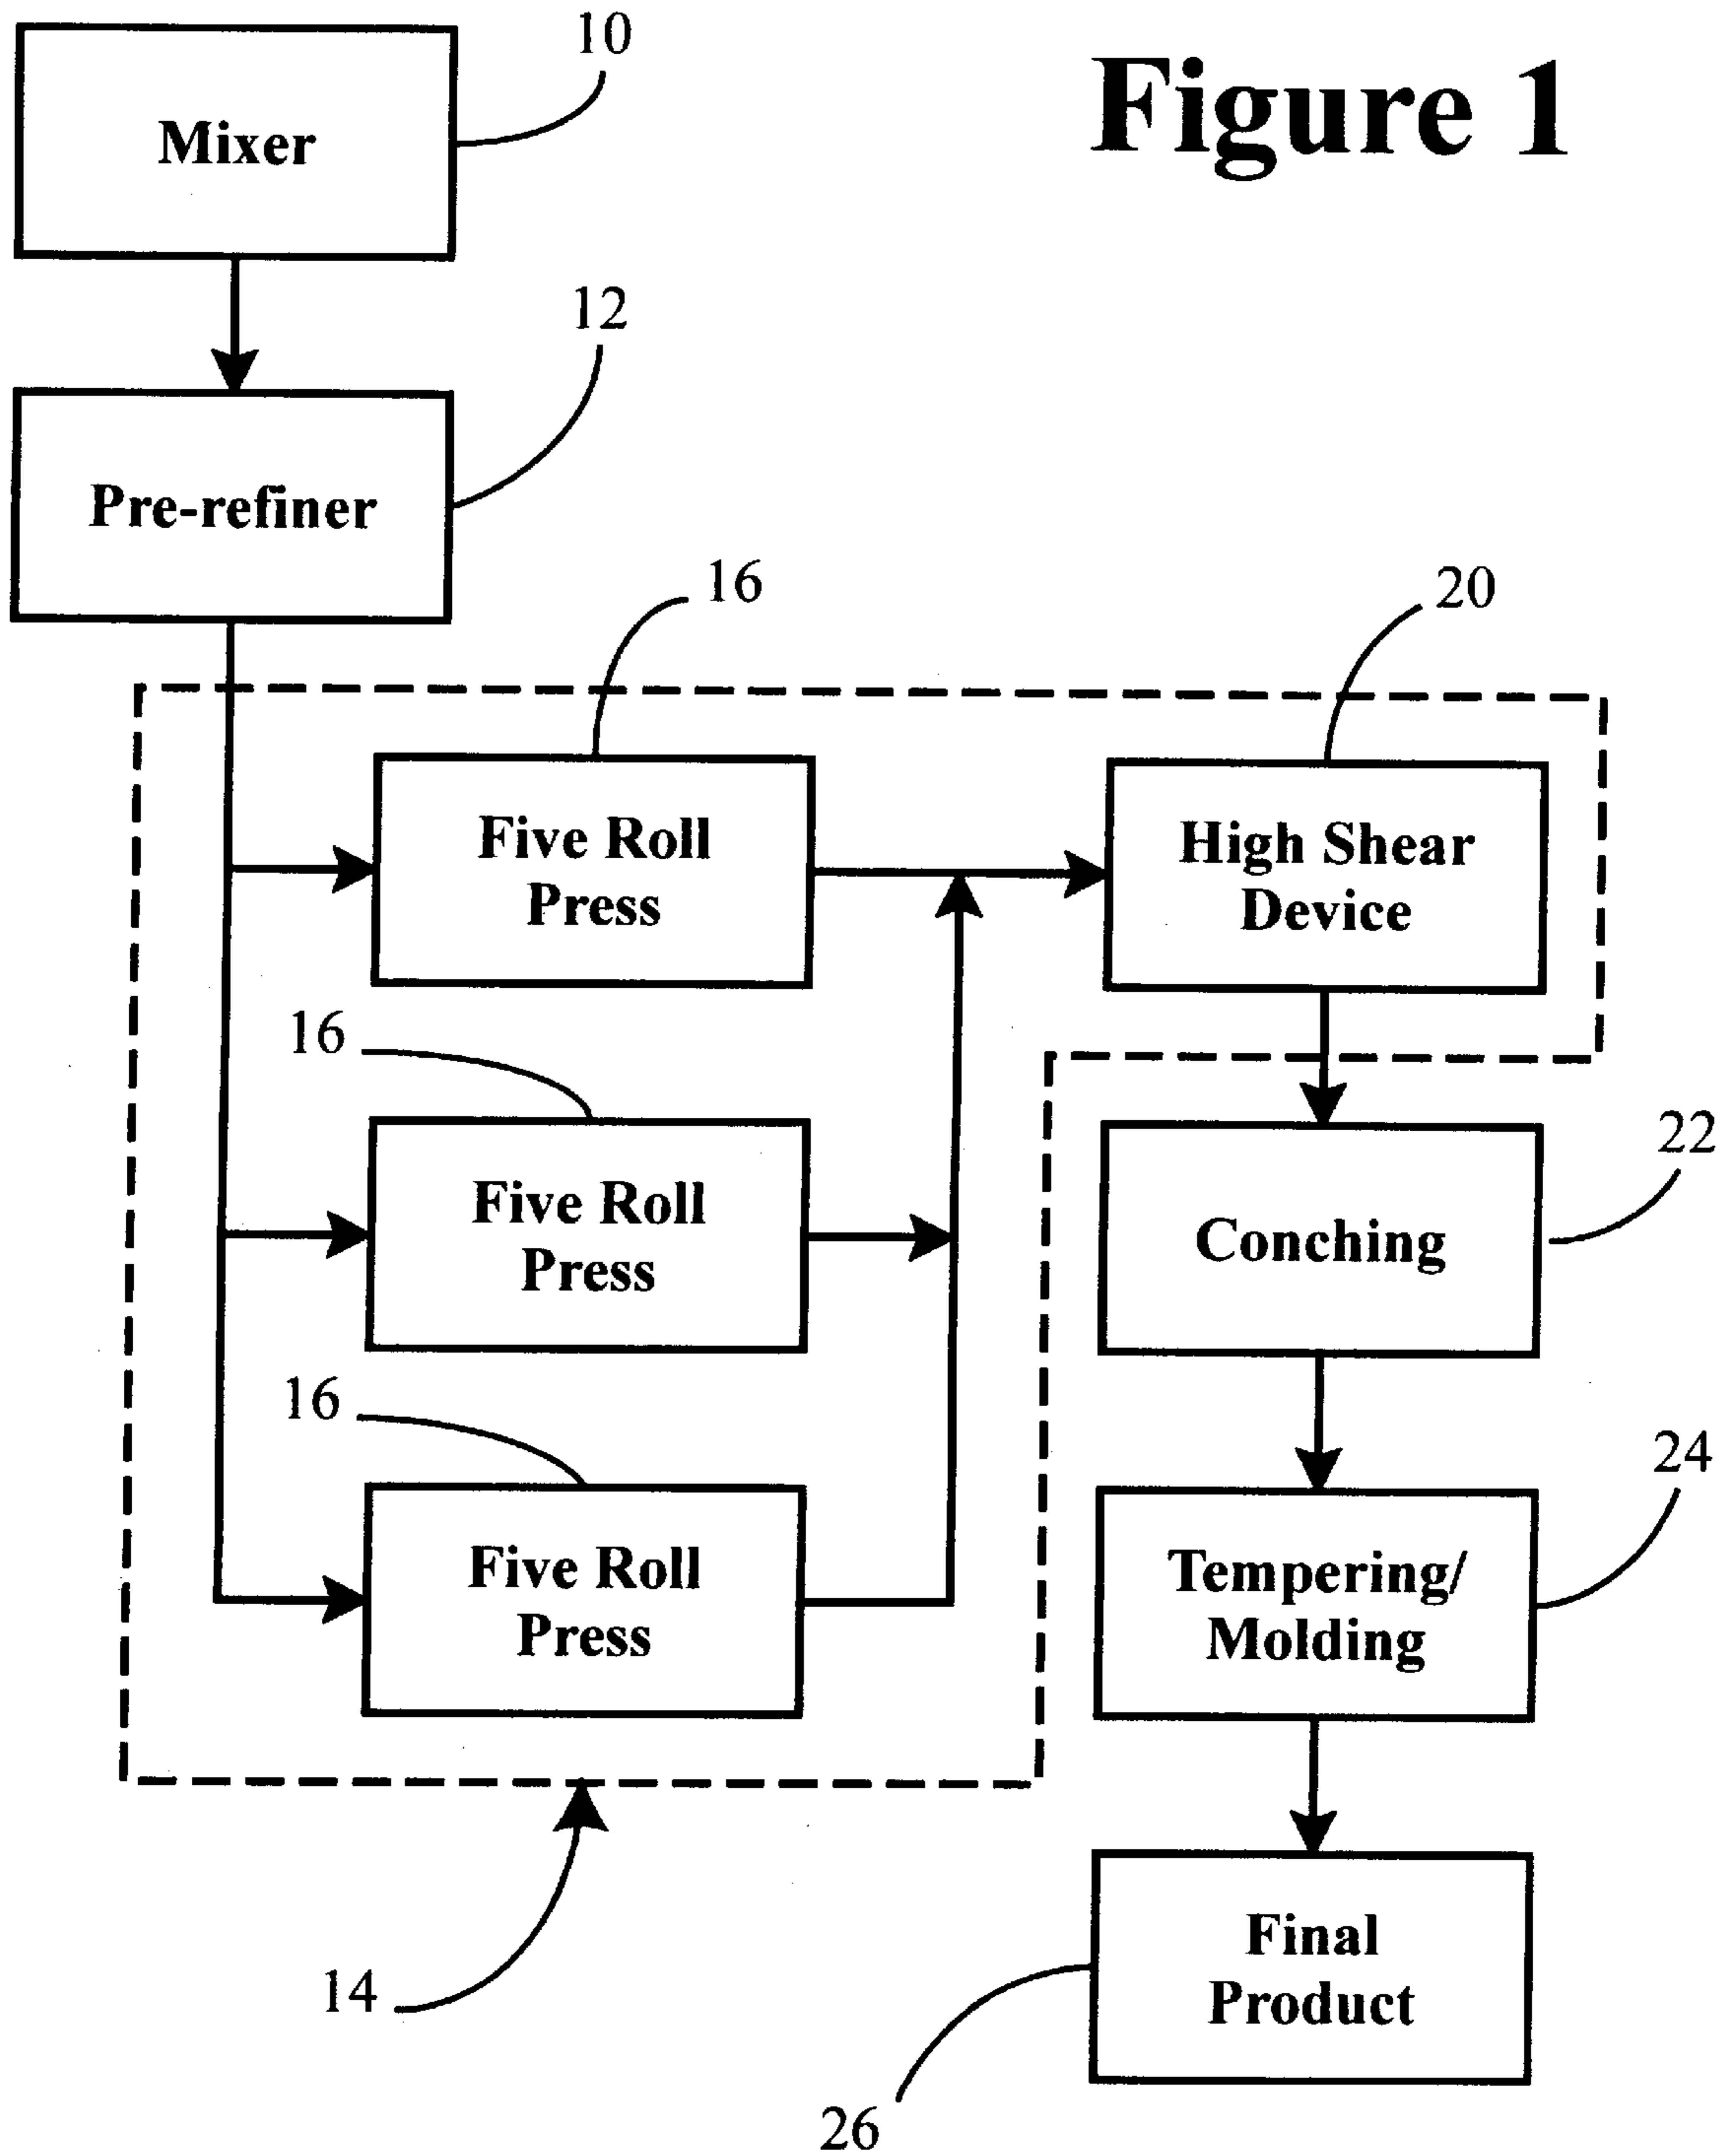 Figure 1
10
Mixer
12
Pre-refiner
16
20
Five Roll
Press
High Shear
Device
16
Five Roll
Press
22
Conching
16
Five Roll
Press
24
Tempering/
Molding
14
Final
Product
26